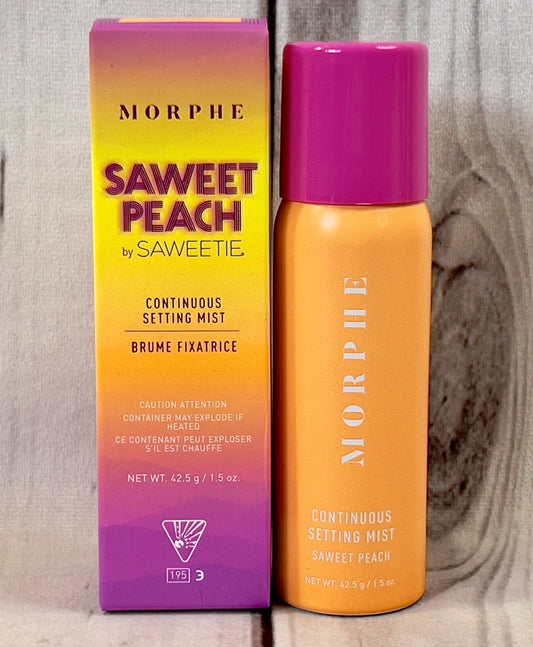 MORPHE
SAWEET
PEACH
by SAWEETIE
CONTINUOUS
SETTING MIST
BRUME FIXATRICE
CAUTION ATTENTION
CONTAINER MAY EXPLODE IF
HEATED
CE CONTENANT PEUT EXPLOSER
S'IL EST CHAUFFE
NET WT. 42.5 g / 1.5 oz.
195 3
MORPHE
CONTINUOUS
SETTING MIST
SAWEET PEACH
NET WT. 42.5 g / 1.5 oz.